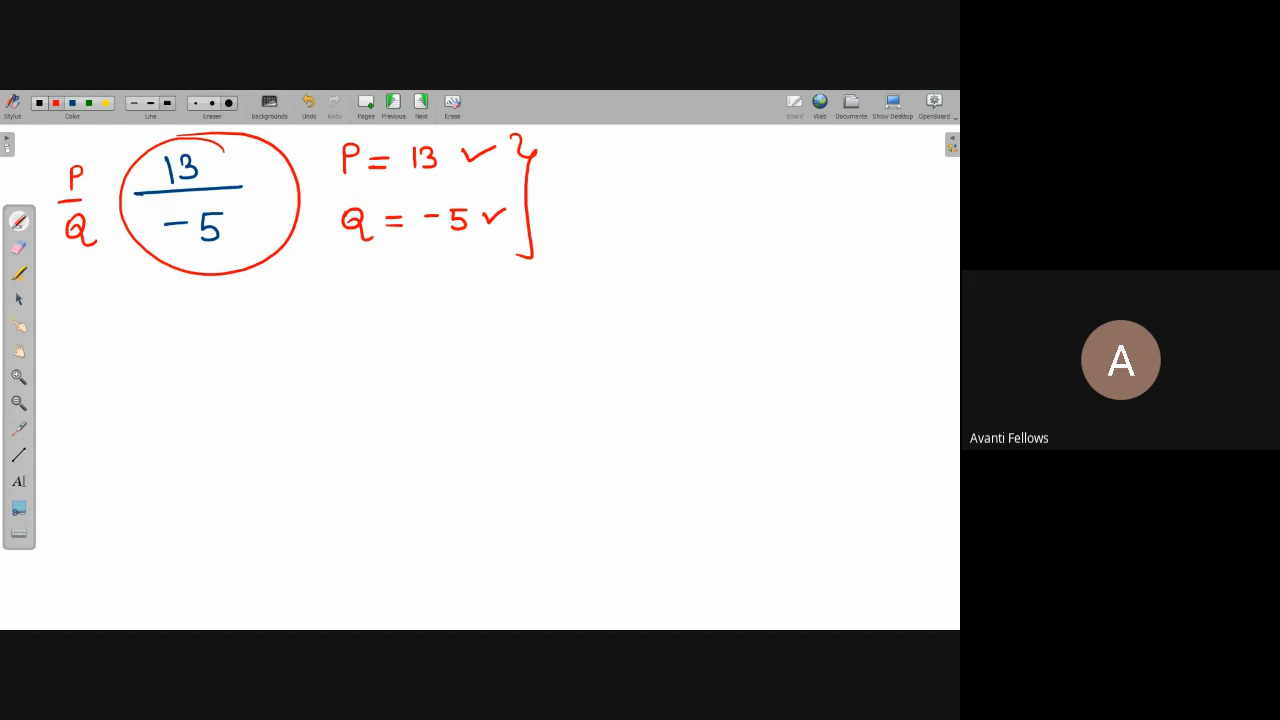 Stylus Color Line Eraser Backgrounds Undo Redo Pages Previous Next Erase Board Web Documents Show Desktop OpenBoard
P/Q 13/-5
P = 13 ✓
Q = -5 ✓
A
Avanti Fellows